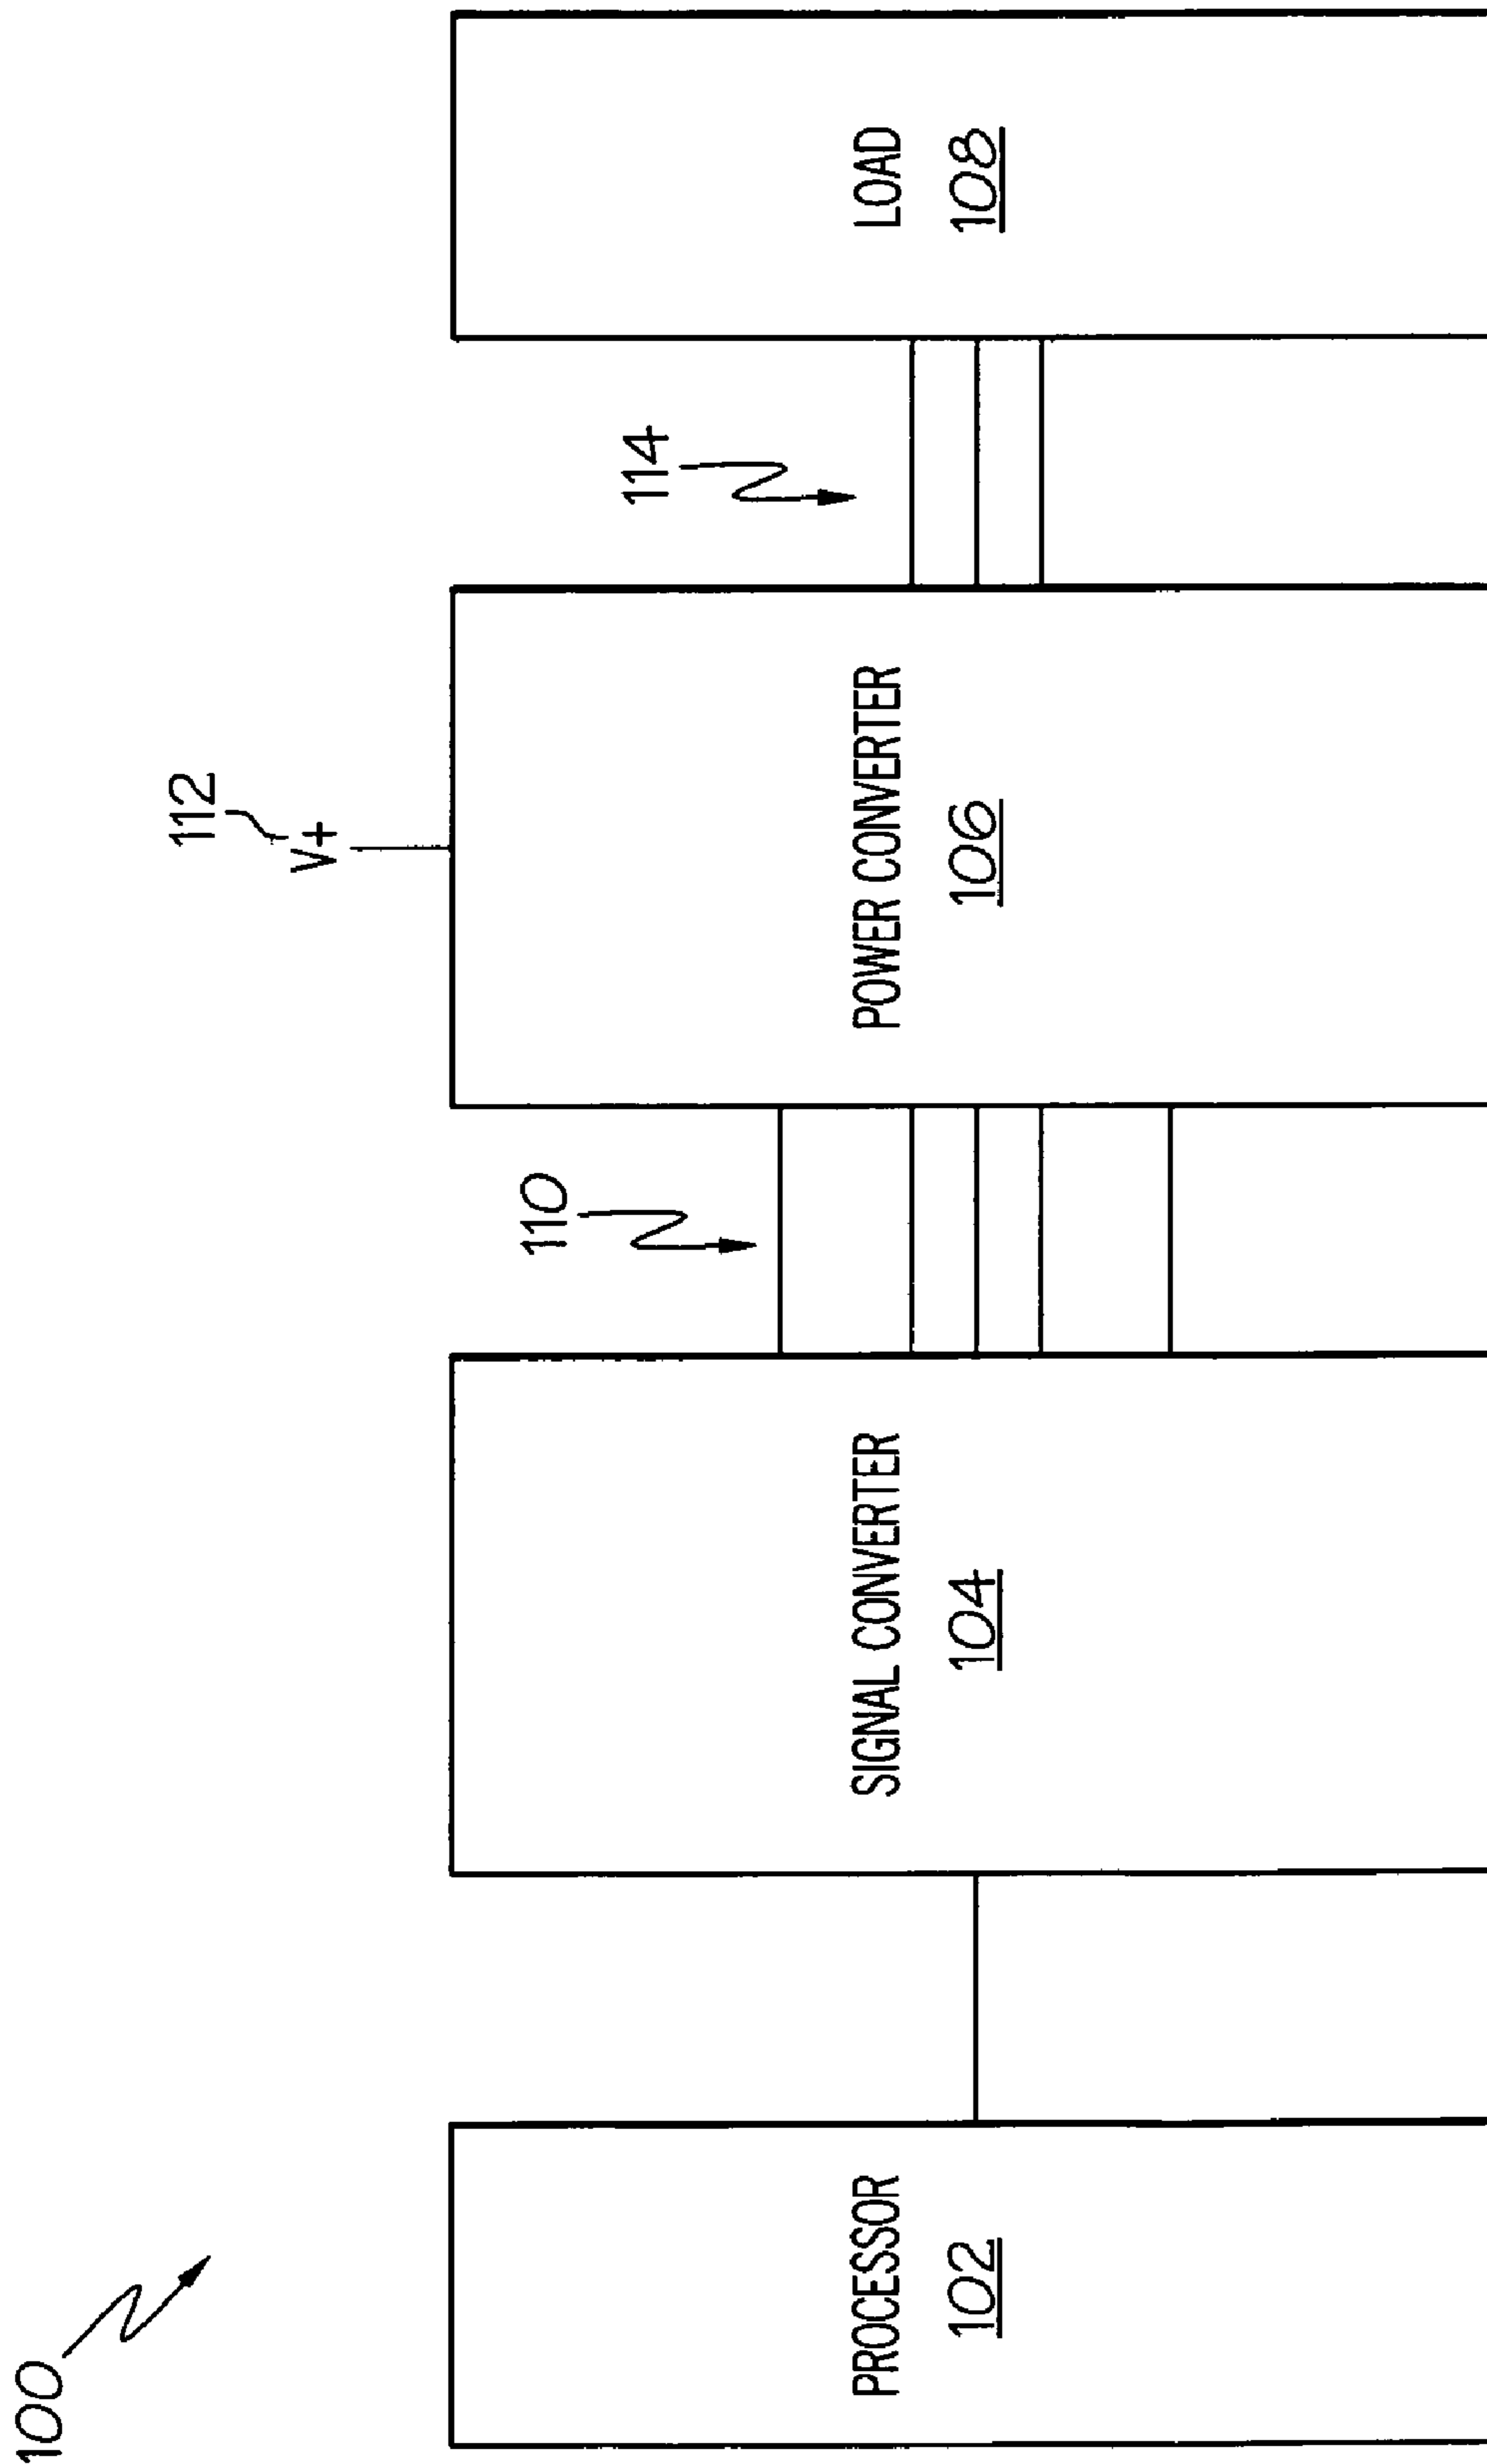 100
112
V+
110
114
PROCESSOR
102
SIGNAL CONVERTER
104
POWER CONVERTER
106
LOAD
108